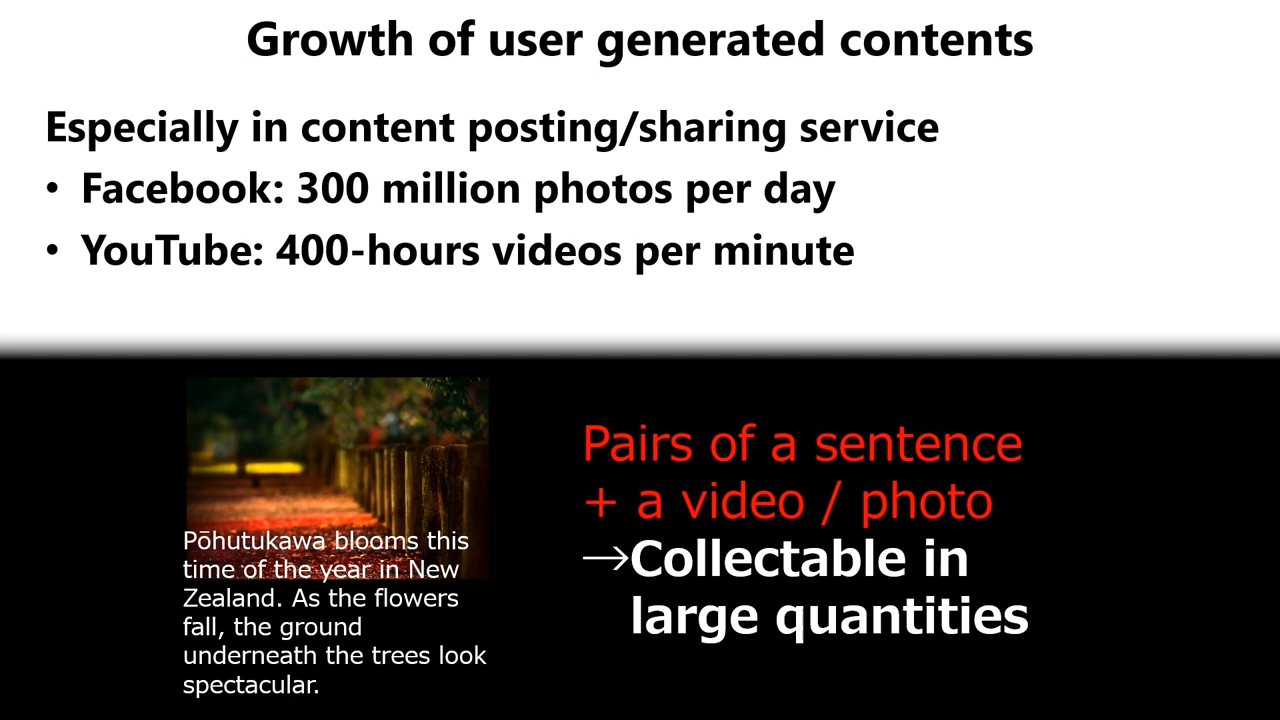 Growth of user generated contents
Especially in content posting/sharing service
• Facebook: 300 million photos per day
• YouTube: 400-hours videos per minute
Pōhutukawa blooms this
time of the year in New
Zealand. As the flowers
fall, the ground
underneath the trees look
spectacular.
Pairs of a sentence
+ a video / photo
→Collectable in
large quantities